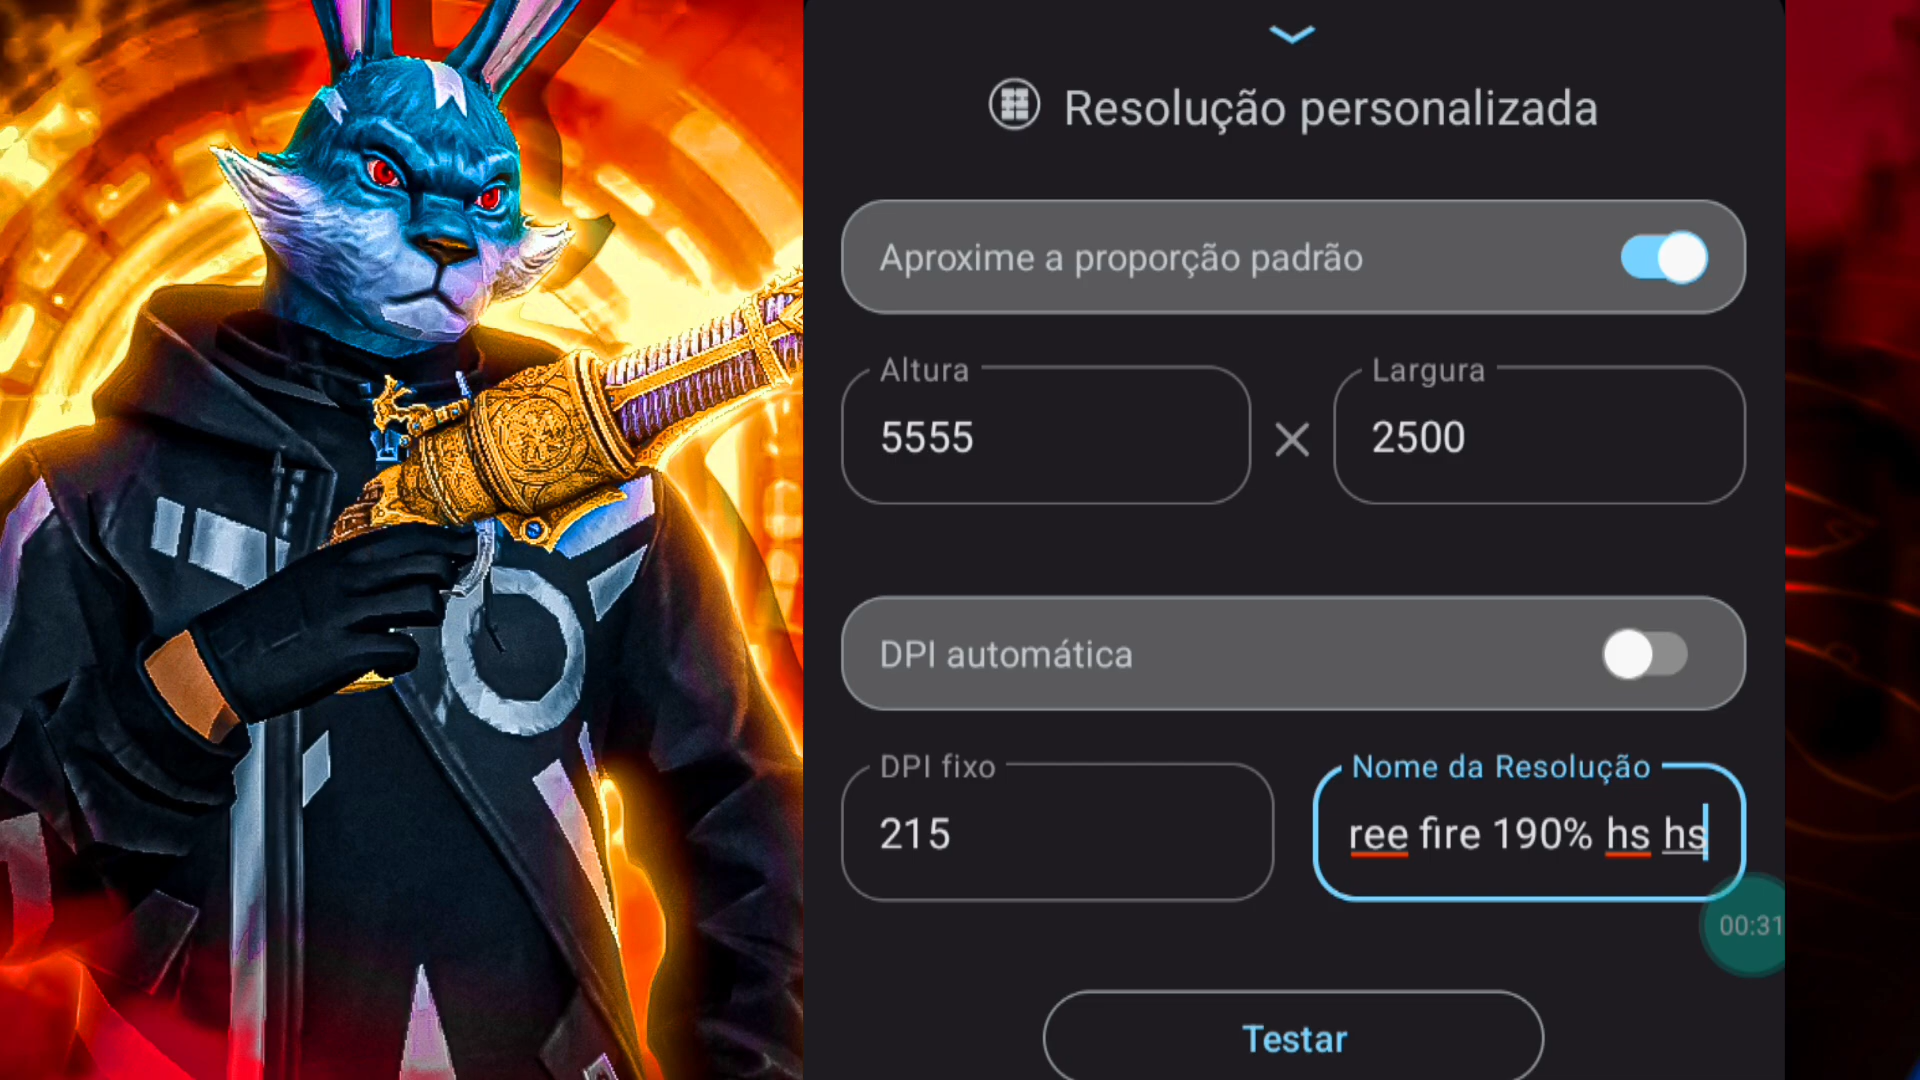 Resolução personalizada
Aproxime a proporção padrão
Altura
Largura
5555
2500
DPI automática
DPI fixo
Nome da Resolução
215
ree fire 190% hs hs
00:31
Testar